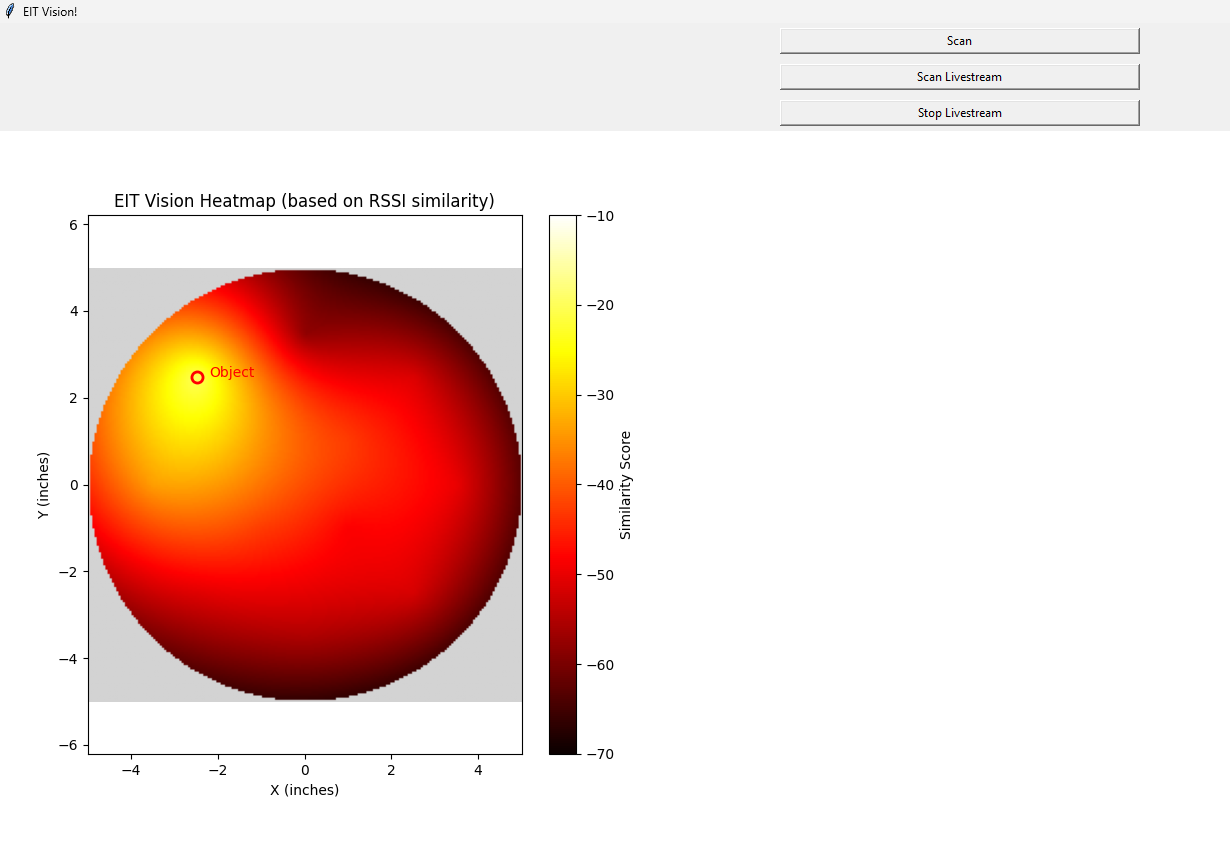 EIT Vision!
Scan
Scan Livestream
Stop Livestream
EIT Vision Heatmap (based on RSSI similarity)
6
4
2
0
−2
−4
−6
Y (inches)
Object
−4
−2
0
2
4
X (inches)
−10
−20
−30
−40
−50
−60
−70
Similarity Score